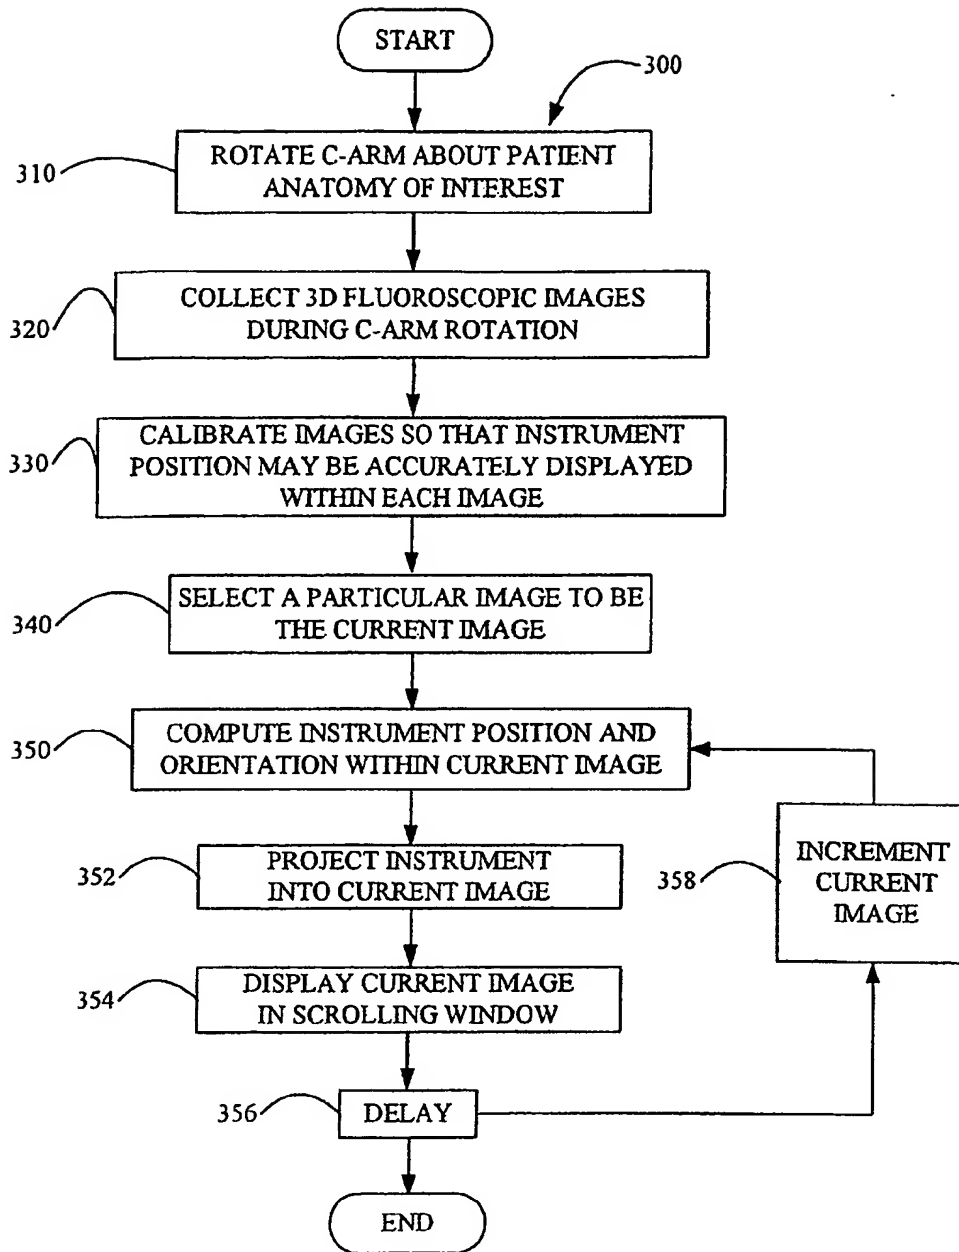 START
300
310
ROTATE C-ARM ABOUT PATIENT
ANATOMY OF INTEREST
320
COLLECT 3D FLUOROSCOPIC IMAGES
DURING C-ARM ROTATION
330
CALIBRATE IMAGES SO THAT INSTRUMENT
POSITION MAY BE ACCURATELY DISPLAYED
WITHIN EACH IMAGE
340
SELECT A PARTICULAR IMAGE TO BE
THE CURRENT IMAGE
350
COMPUTE INSTRUMENT POSITION AND
ORIENTATION WITHIN CURRENT IMAGE
352
PROJECT INSTRUMENT
INTO CURRENT IMAGE
358
INCREMENT
CURRENT
IMAGE
354
DISPLAY CURRENT IMAGE
IN SCROLLING WINDOW
356
DELAY
END